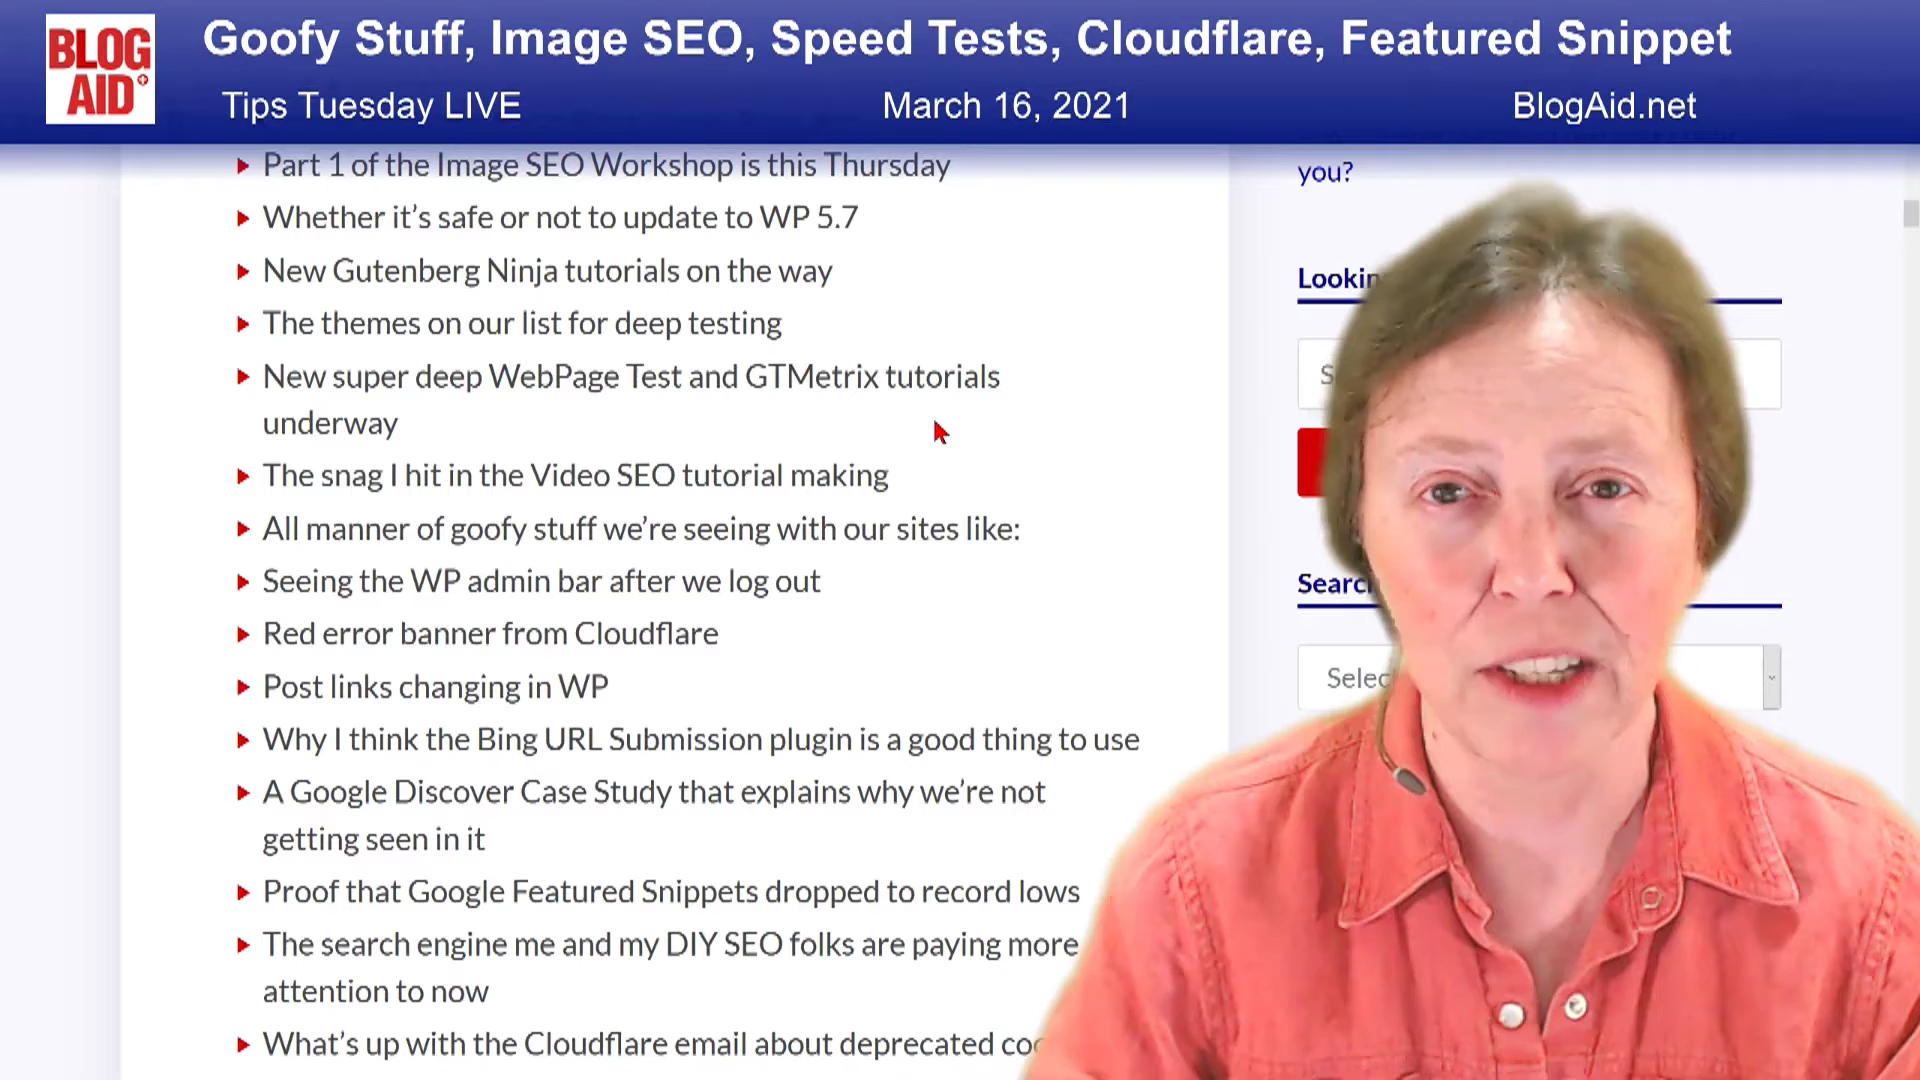 BLOG
AID+
Goofy Stuff, Image SEO, Speed Tests, Cloudflare, Featured Snippet
Tips Tuesday LIVE
March 16, 2021
BlogAid.net
Part 1 of the Image SEO Workshop is this Thursday
Whether it’s safe or not to update to WP 5.7
New Gutenberg Ninja tutorials on the way
The themes on our list for deep testing
New super deep WebPage Test and GTMetrix tutorials
underway
The snag I hit in the Video SEO tutorial making
All manner of goofy stuff we’re seeing with our sites like:
Seeing the WP admin bar after we log out
Red error banner from Cloudflare
Post links changing in WP
Why I think the Bing URL Submission plugin is a good thing to use
A Google Discover Case Study that explains why we’re not
getting seen in it
Proof that Google Featured Snippets dropped to record lows
The search engine me and my DIY SEO folks are paying more
attention to now
What’s up with the Cloudflare email about deprecated
you?